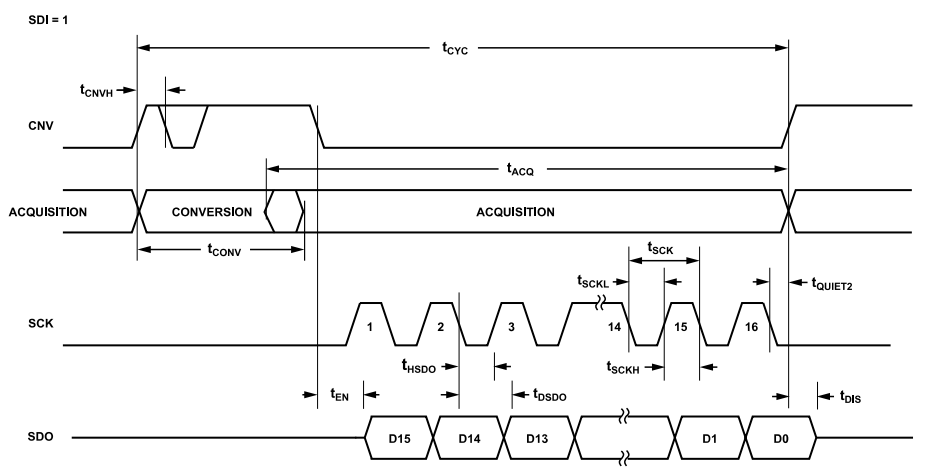 SDI = 1
tCYC
tCNVH
CNV
tACQ
ACQUISITION CONVERSION ACQUISITION
tCONV
tSCK
tSCKL tQUIET2
SCK 1 2 3 14 15 16
tHSDO tSCKH
tEN tDSDO tDIS
SDO D15 D14 D13 D1 D0